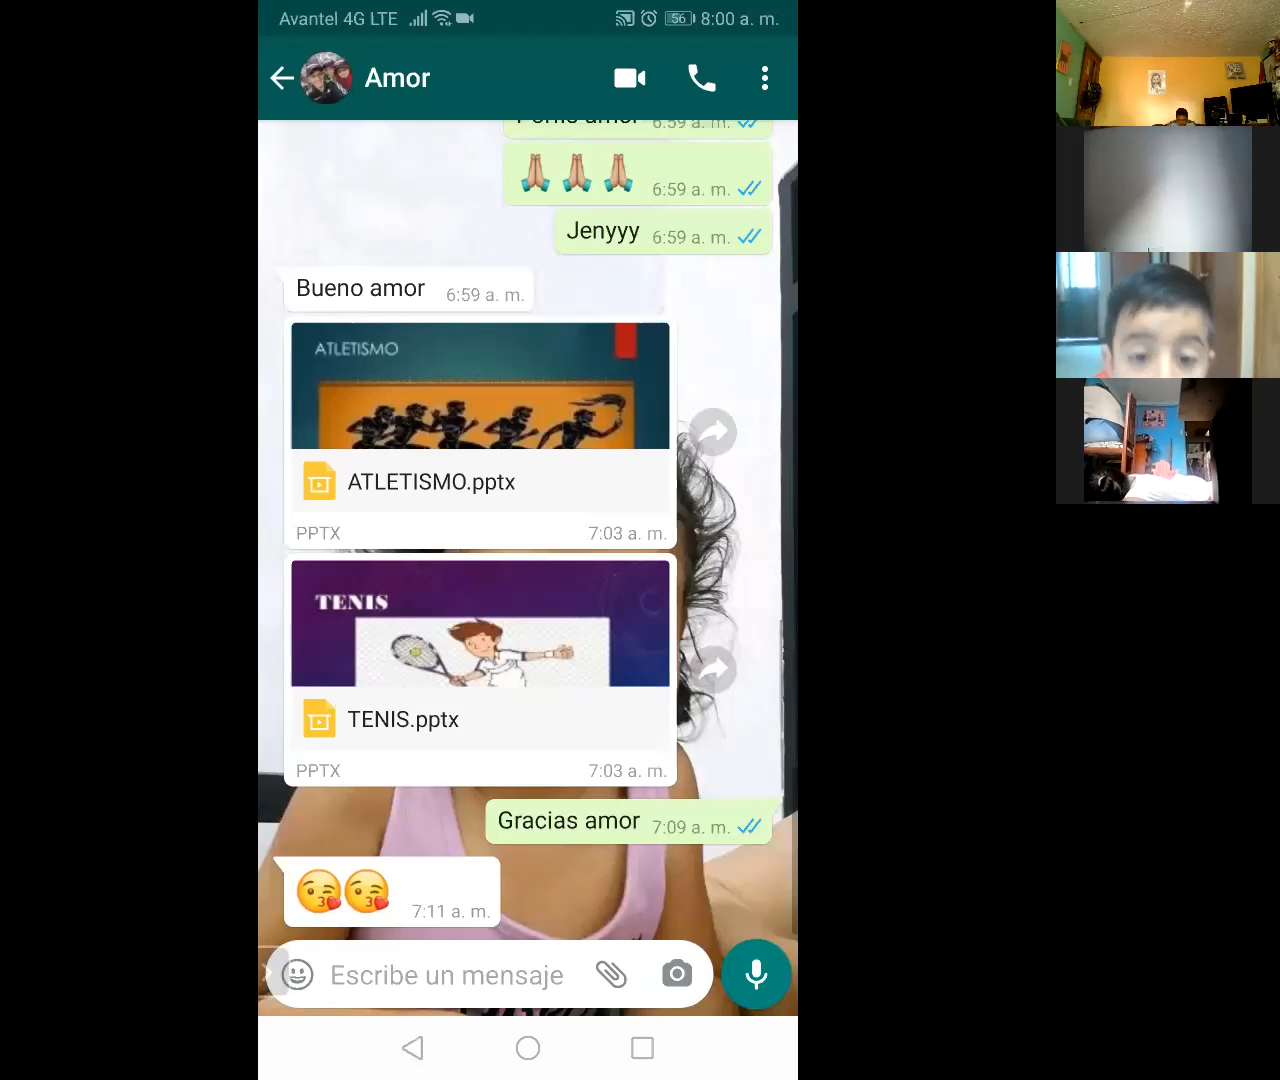 Avantel 4G LTE 56 8:00 a. m.
Amor
6:59 a. m.
6:59 a. m.
Jenyyy 6:59 a. m.
Bueno amor 6:59 a. m.
ATLETISMO
ATLETISMO.pptx
PPTX 7:03 a. m.
TENIS
TENIS.pptx
PPTX 7:03 a. m.
Gracias amor 7:09 a. m.
7:11 a. m.
Escribe un mensaje